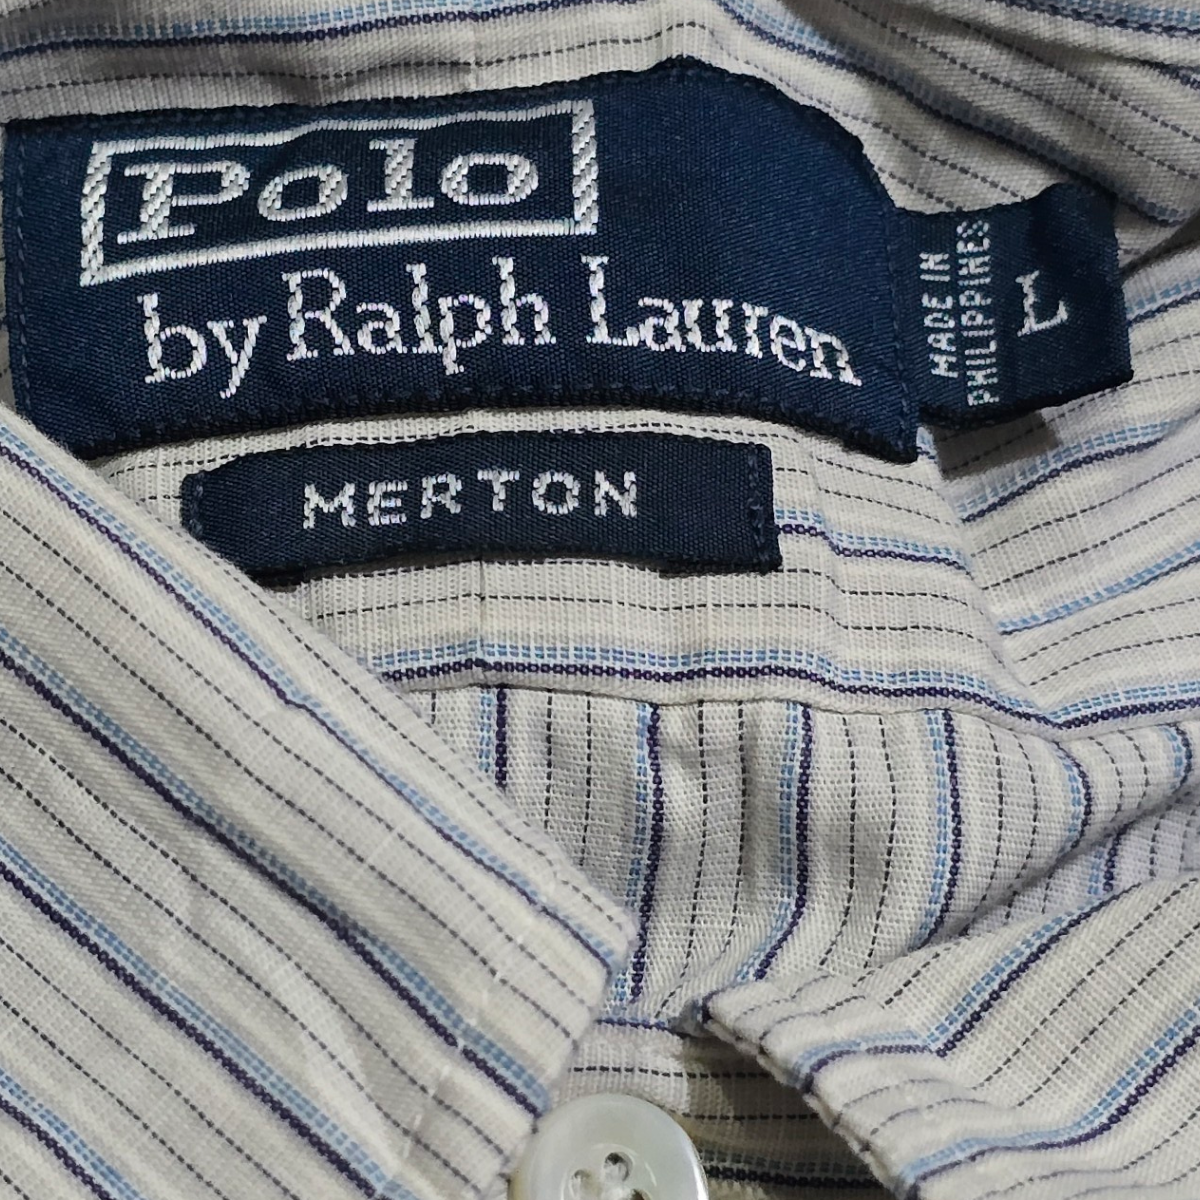 Polo
by Ralph Lauren
MADE IN
PHILIPPINES
L
MERTON